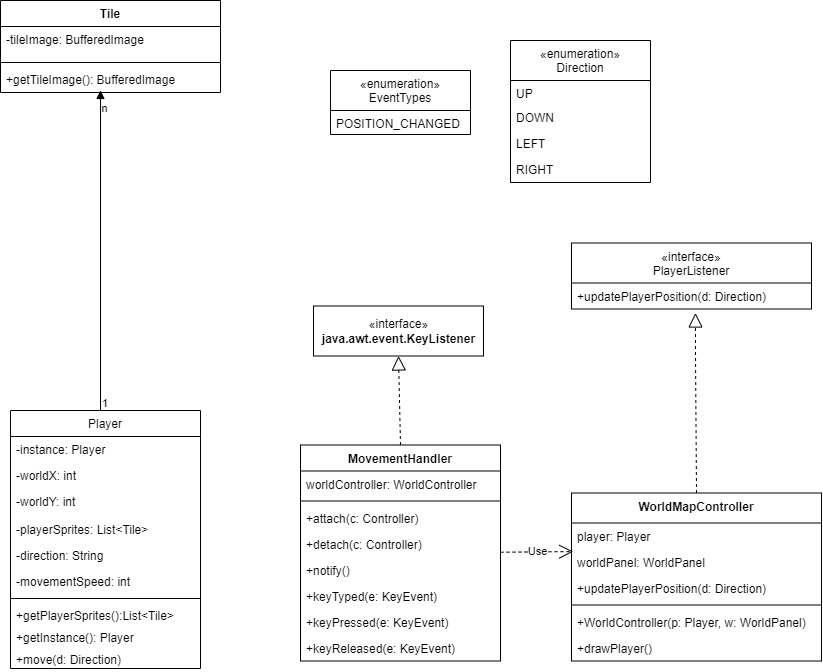 Tile
-tileImage: BufferedImage
+getTileImage(): BufferedImage
n
1
«enumeration»
EventTypes
POSITION_CHANGED
«enumeration»
Direction
UP
DOWN
LEFT
RIGHT
«interface»
PlayerListener
+updatePlayerPosition(d: Direction)
«interface»
java.awt.event.KeyListener
Player
-instance: Player
-worldX: int
-worldY: int
-playerSprites: List<Tile>
-direction: String
-movementSpeed: int
+getPlayerSprites():List<Tile>
+getInstance(): Player
+move(d: Direction)
MovementHandler
worldController: WorldController
+attach(c: Controller)
+detach(c: Controller)
+notify()
+keyTyped(e: KeyEvent)
+keyPressed(e: KeyEvent)
+keyReleased(e: KeyEvent)
Use
WorldMapController
player: Player
worldPanel: WorldPanel
+updatePlayerPosition(d: Direction)
+WorldController(p: Player, w: WorldPanel)
+drawPlayer()